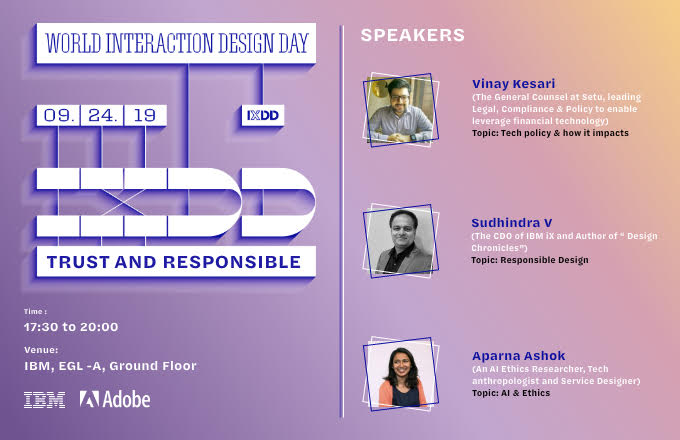 WORLD INTERACTION DESIGN DAY
09. 24. 19
IXDD
IXDD
TRUST AND RESPONSIBLE
Time :
17:30 to 20:00
Venue:
IBM, EGL -A, Ground Floor
IBM Adobe
SPEAKERS
Vinay Kesari
(The General Counsel at Setu, leading
Legal, Compliance & Policy to enable
leverage financial technology)
Topic: Tech policy & how it impacts
Sudhindra V
(The CDO of IBM iX and Author of “ Design
Chronicles”)
Topic: Responsible Design
Aparna Ashok
(An AI Ethics Researcher, Tech
anthropologist and Service Designer)
Topic: AI & Ethics